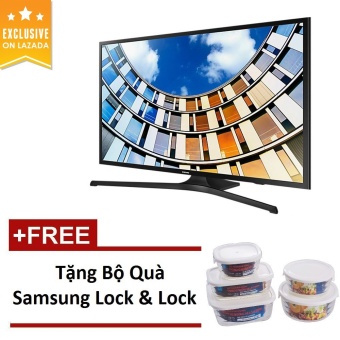 EXCLUSIVE
ON LAZADA
+FREE
Tặng Bộ Quà
Samsung Lock & Lock